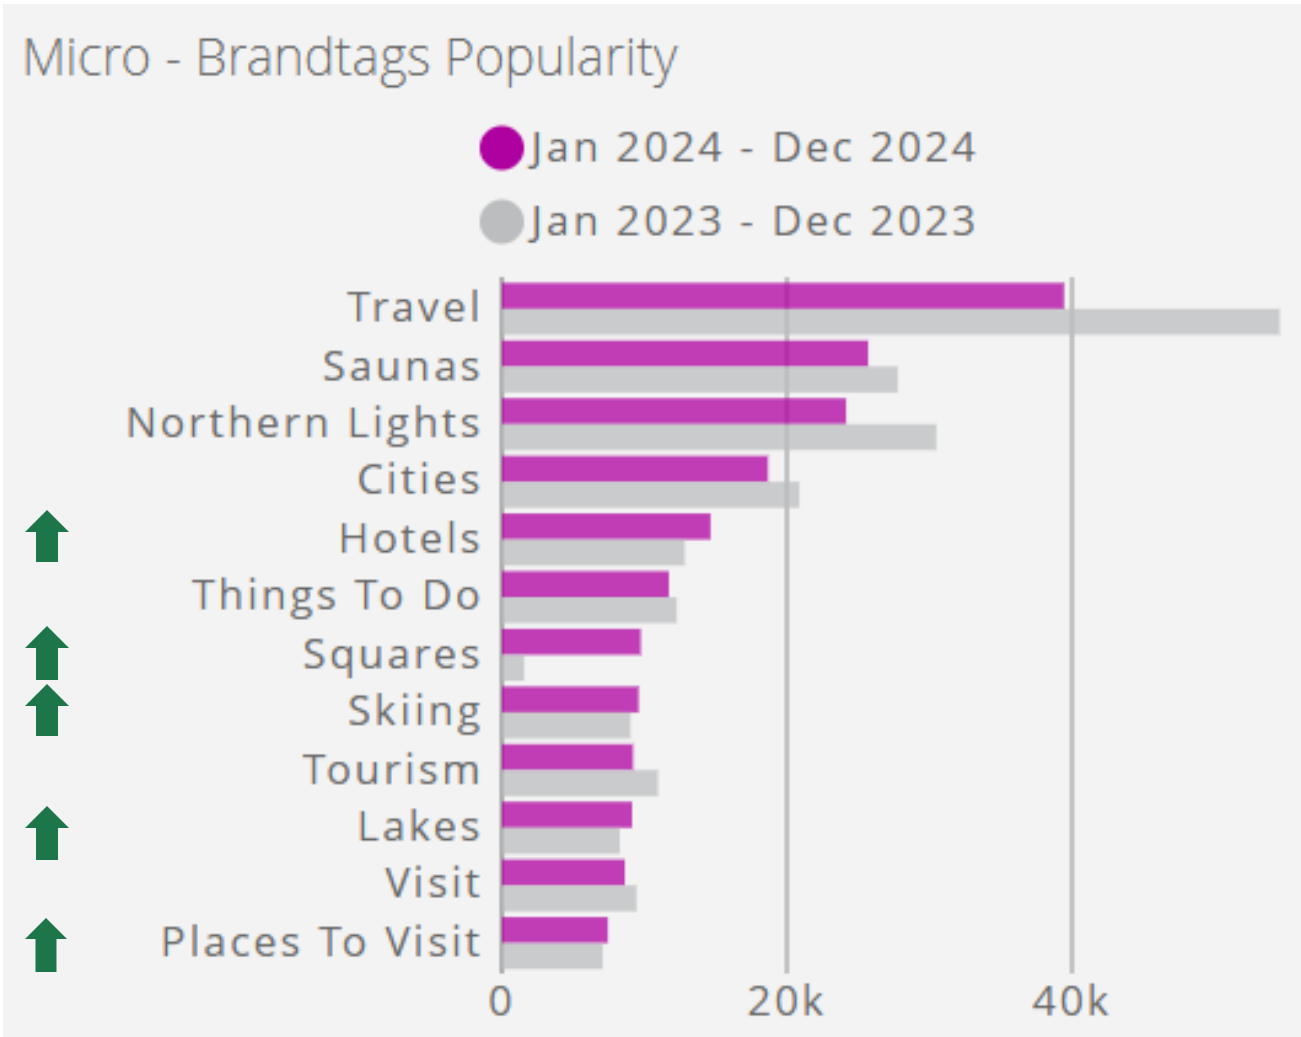 Micro - Brandtags Popularity
Jan 2024 - Dec 2024
Jan 2023 - Dec 2023
Travel
Saunas
Northern Lights
Cities
Hotels
Things To Do
Squares
Skiing
Tourism
Lakes
Visit
Places To Visit
0 20k 40k